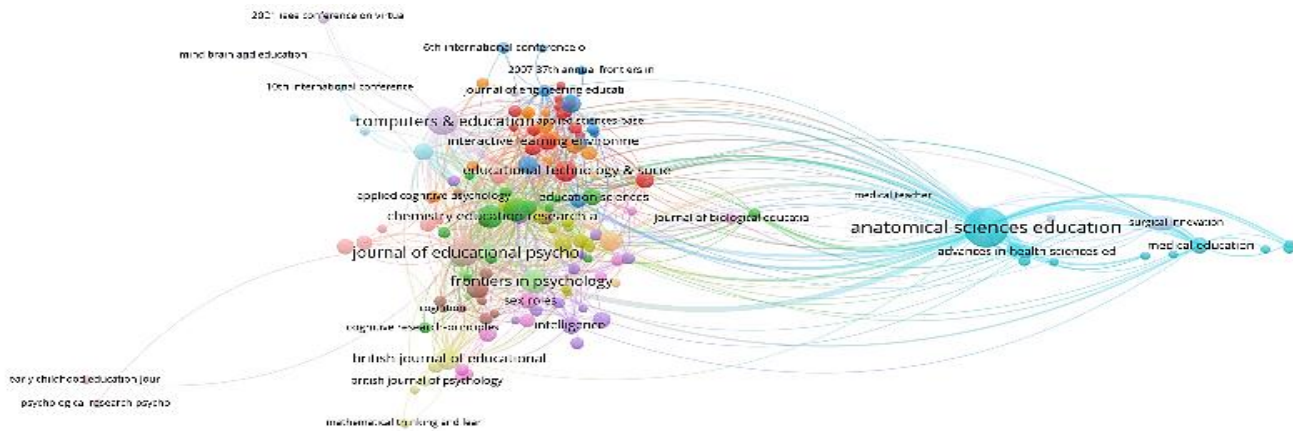 2021 ieee conference on virtua
mind brain and education
6th international conference o
2007 37th annual frontiers in
10th international conference
journal of engineering educati
computers & education
applied sciences-base
interactive learning environme
educational technology & socie
applied cognitive psychology
education sciences
medical teacher
chemistry education research a
journal of biological educatio
surgical innovation
anatomical sciences education
medical education
journal of educational psychol
advances in health sciences ed
frontiers in psychology
sex roles
cognition
cognitive research-principles
intelligence
british journal of educational
early childhood education jour
british journal of psychology
psychological research-psycho
mathematical thinking and lear